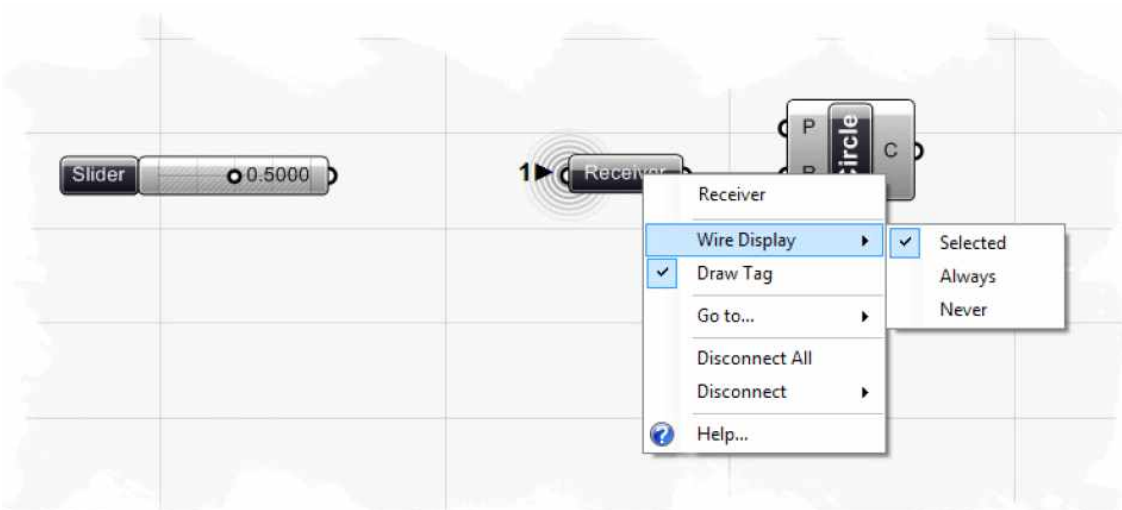 Slider
0.5000
1
Receiver
P
Circle
C
Receiver
Wire Display
Selected
Draw Tag
Always
Never
Go to...
Disconnect All
Disconnect
Help...